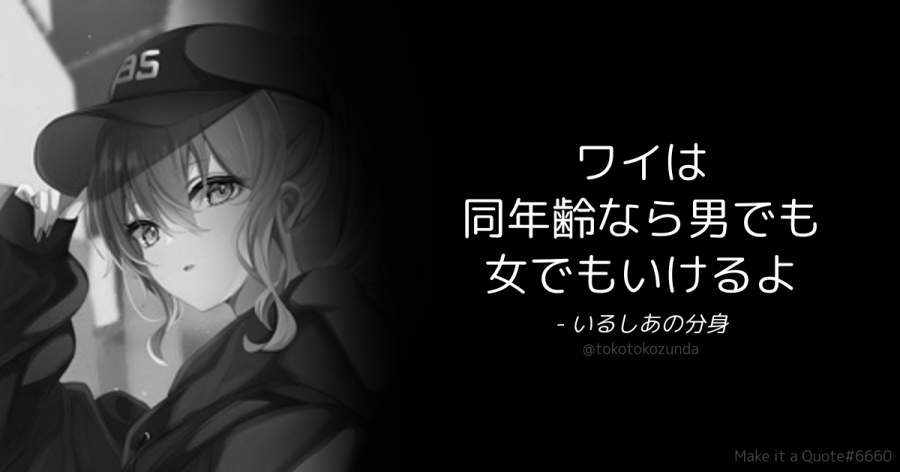 ᗺS
ワイは
同年齢なら男でも
女でもいけるよ
- いるしあの分身
@tokotokozunda
Make it a Quote#6660